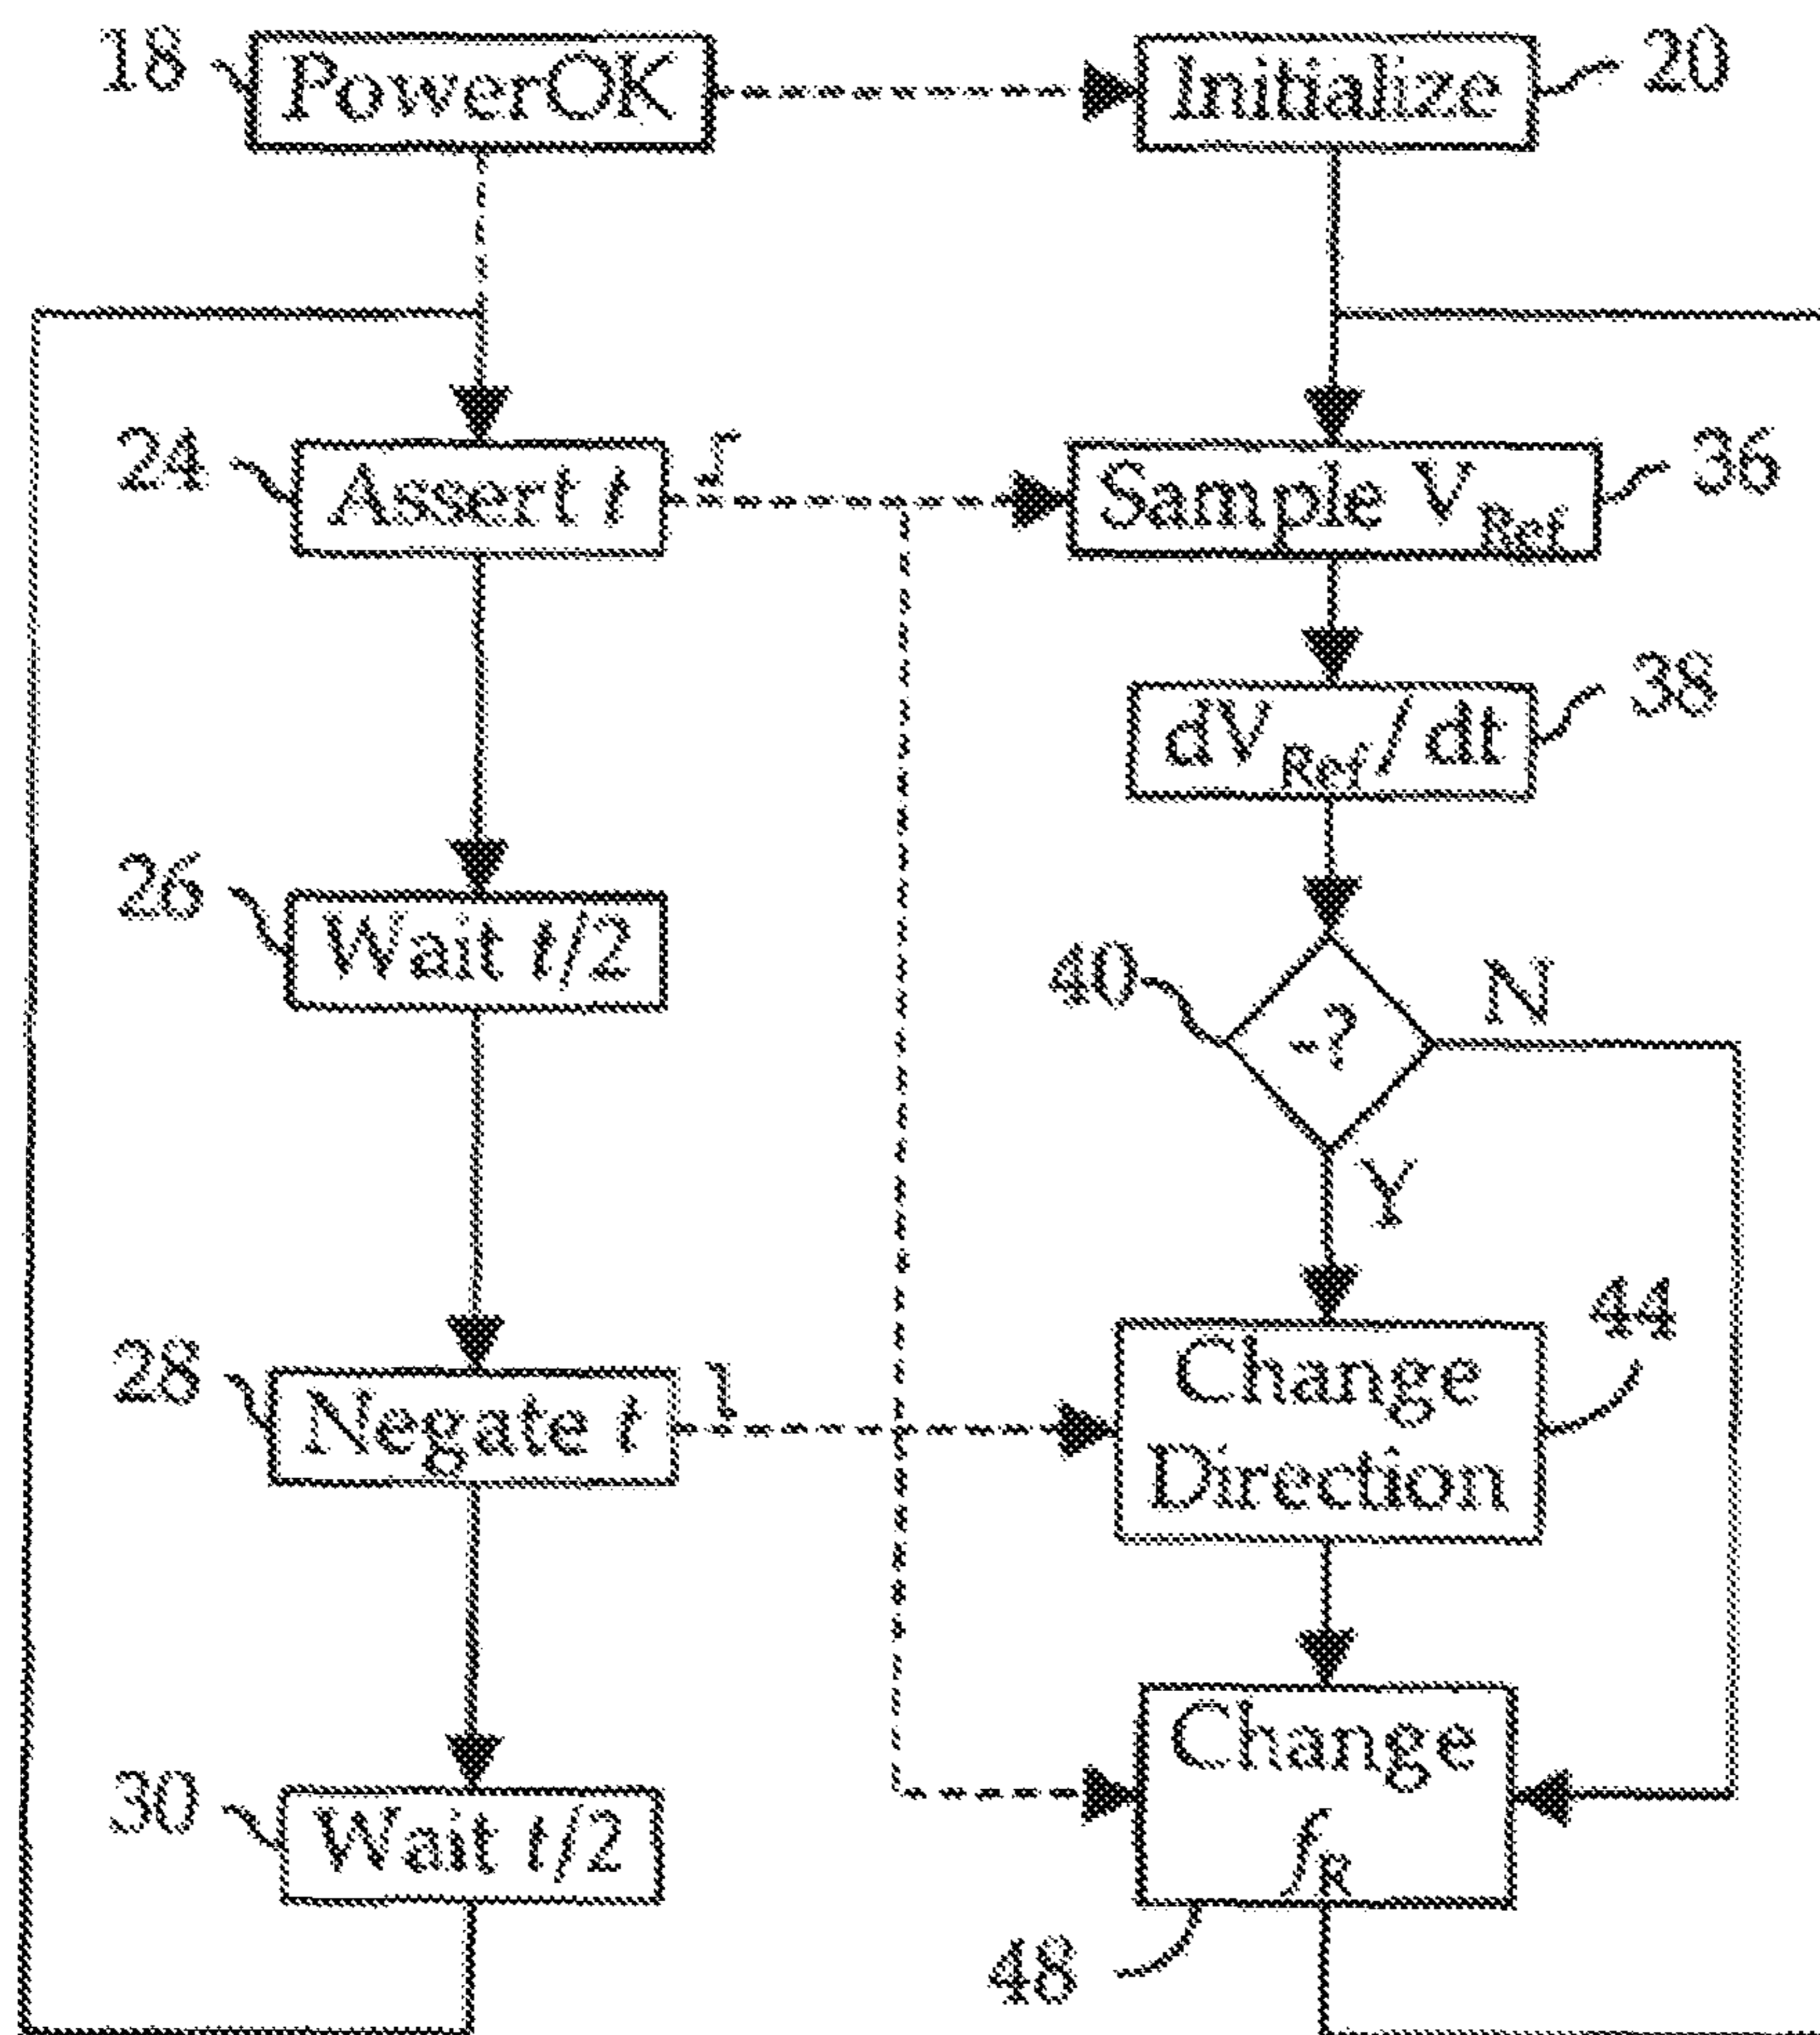 18 PowerOK Initialize 20
24 Assert t Sample V_Ref 36
dV_Ref/dt 38
26 Wait t/2
40 -? N
Y
44
28 Negate t
Change
Direction
30 Wait t/2
Change
f_R
48